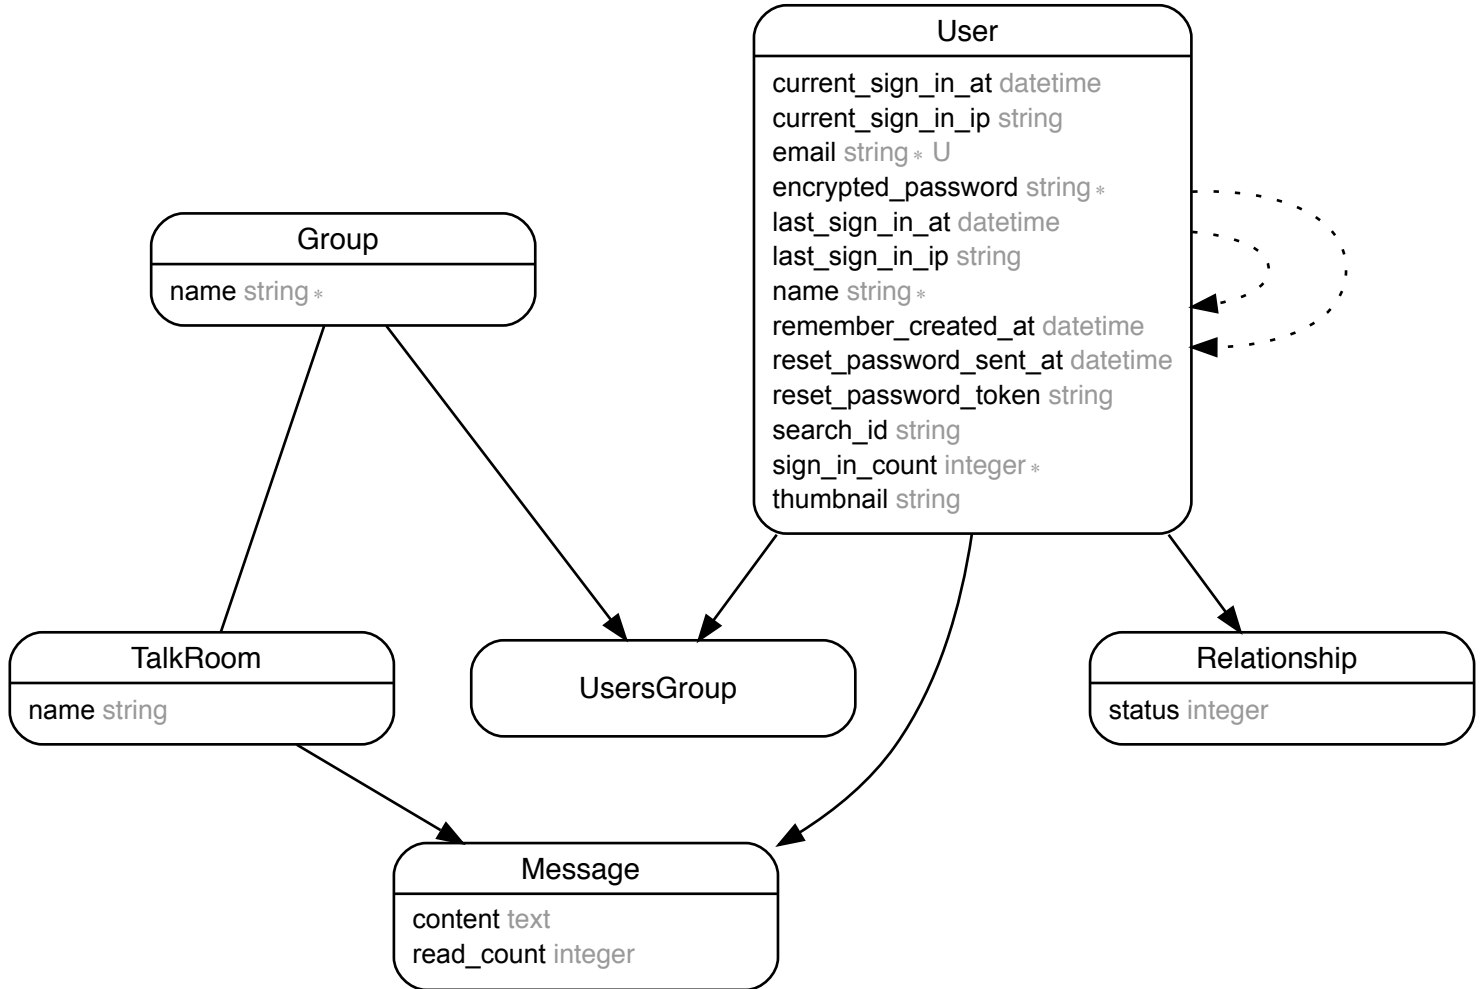 User
current_sign_in_at datetime
current_sign_in_ip string
email string * U
encrypted_password string *
last_sign_in_at datetime
last_sign_in_ip string
name string *
remember_created_at datetime
reset_password_sent_at datetime
reset_password_token string
search_id string
sign_in_count integer *
thumbnail string
Group
name string *
TalkRoom
name string
UsersGroup
Relationship
status integer
Message
content text
read_count integer